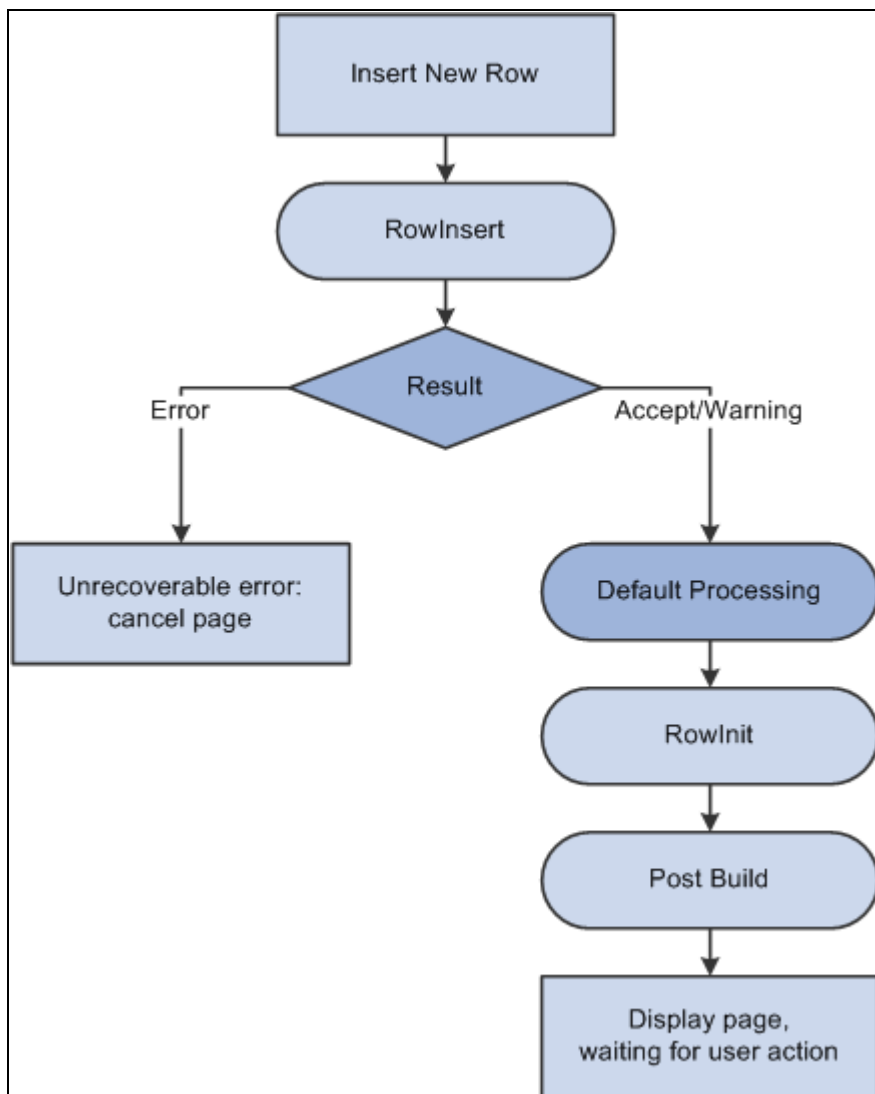 Insert New Row
RowInsert
Result
Error
Accept/Warning
Unrecoverable error:
cancel page
Default Processing
RowInit
Post Build
Display page,
waiting for user action